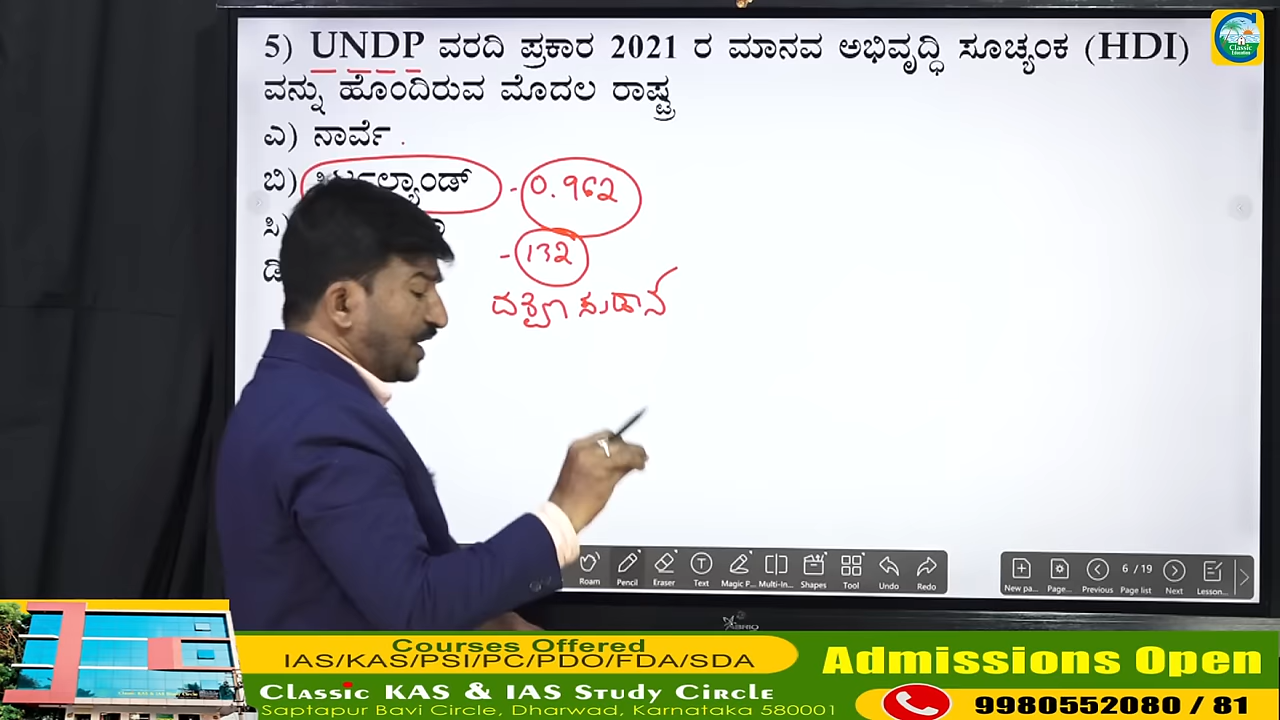 5) UNDP ವರದಿ ಪ್ರಕಾರ 2021 ರ ಮಾನವ ಅಭಿವೃದ್ಧಿ ಸೂಚ್ಯಂಕ (HDI)
ವನ್ನು ಹೊಂದಿರುವ ಮೊದಲ ರಾಷ್ಟ್ರ
ಎ) ನಾರ್ವೆ
ಬಿ) - 0.962
ಸಿ)
- 132
ದಕ್ಷಿಣ ಸುಡಾನ
Classic
Education
Roam Pencil Eraser Text Magic P... Multi-In... Shapes Tool Undo Redo
New pa... Page... Previous 6 /19 Page list Next Lesson...
Courses Offered
IAS/KAS/PSI/PC/PDO/FDA/SDA
Classic KAS & IAS Study Circle
Saptapur Bavi Circle, Dharwad, Karnataka 580001
Admissions Open
9980552080 / 81